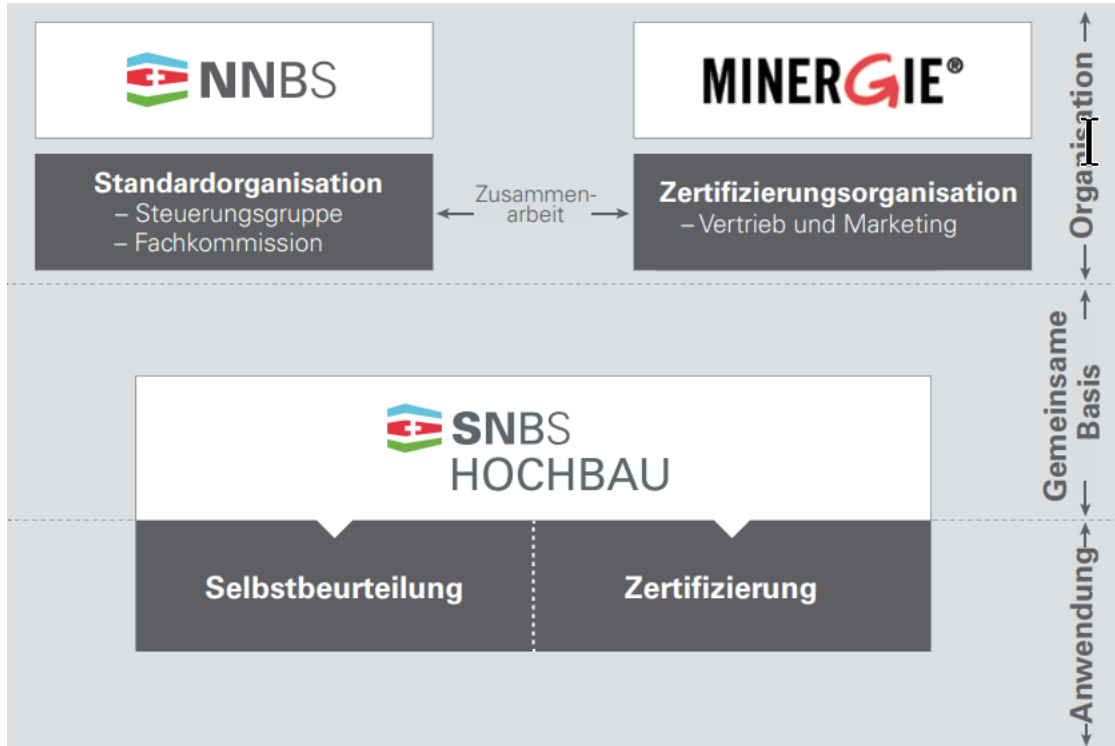 NNBS
MINERGIE®
Standardorganisation
– Steuerungsgruppe
– Fachkommission
Zusammen-
arbeit
Zertifizierungsorganisation
– Vertrieb und Marketing
Organisation
SNBS
HOCHBAU
Gemeinsame
Basis
Selbstbeurteilung
Zertifizierung
Anwendung